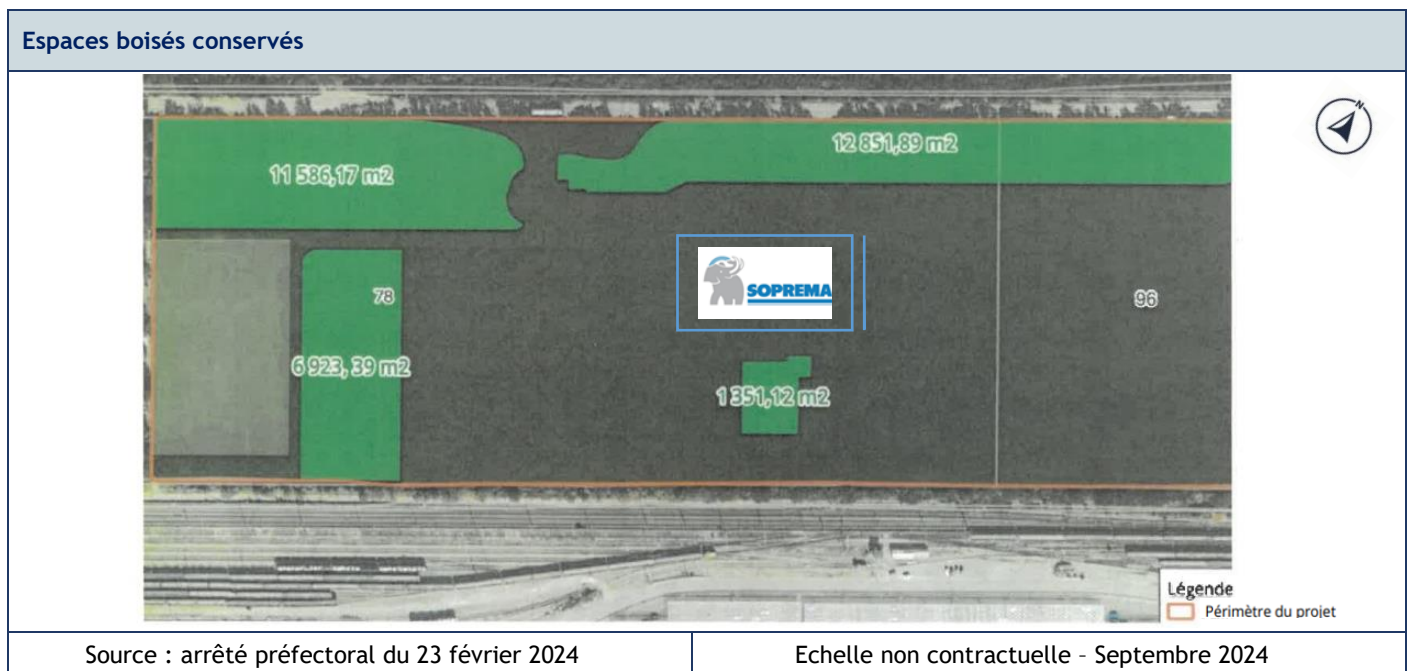 Espaces boisés conservés
N
12 851,89 m2
11 586,17 m2
SOPREMA
78
96
6 923, 39 m2
1 351,12 m2
Légende
Périmètre du projet
Source : arrêté préfectoral du 23 février 2024
Echelle non contractuelle – Septembre 2024